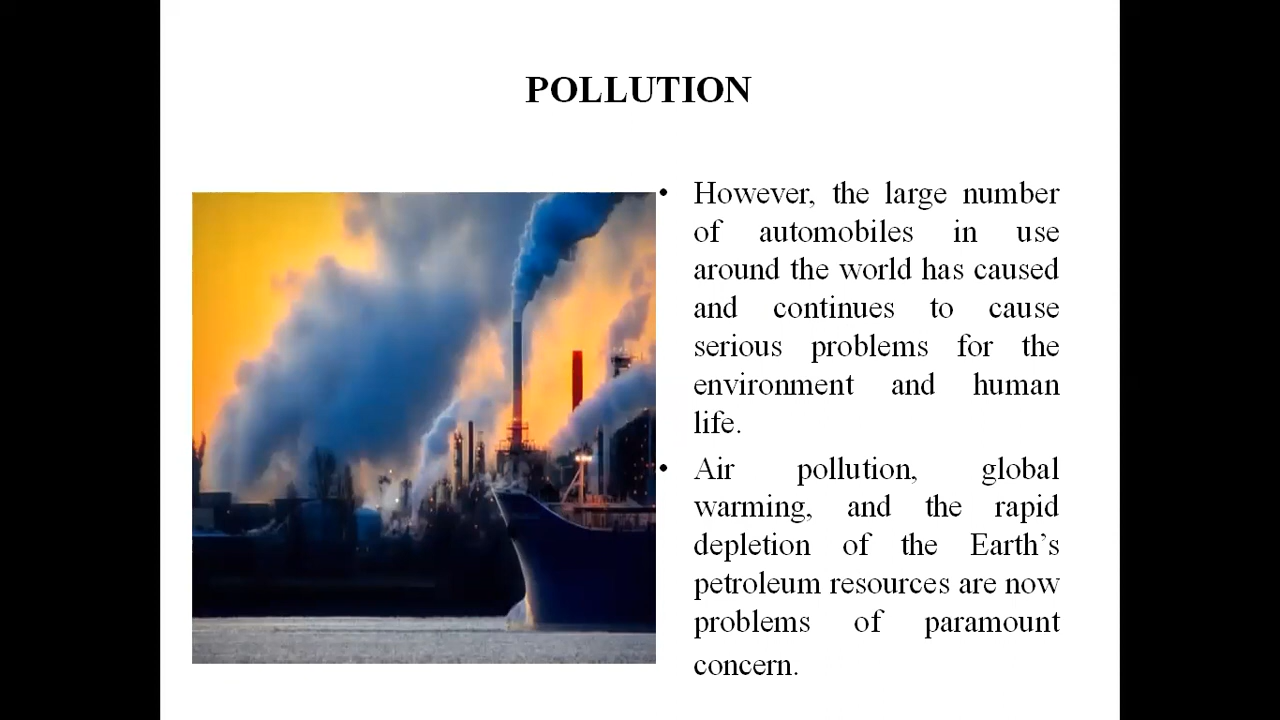 POLLUTION
• However, the large number
of automobiles in use
around the world has caused
and continues to cause
serious problems for the
environment and human
life.
• Air pollution, global
warming, and the rapid
depletion of the Earth’s
petroleum resources are now
problems of paramount
concern.